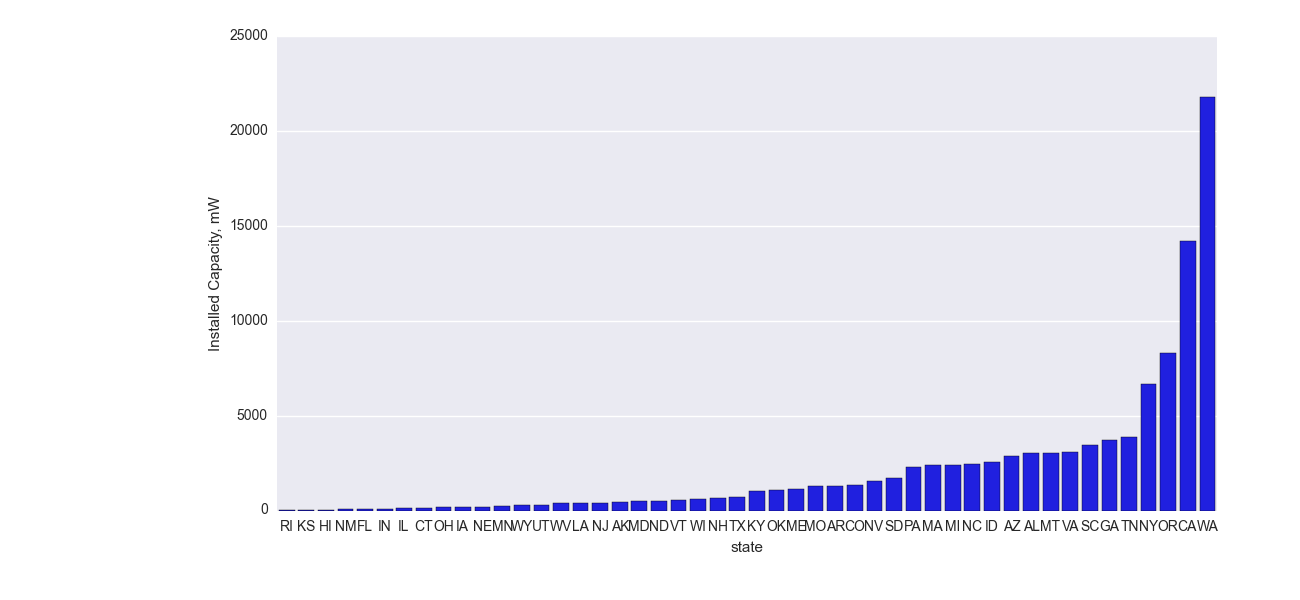 25000
20000
15000
10000
5000
0
Installed Capacity, mW
RI KS HI NM FL IN IL CT OH IA NE MN WY UT WV LA NJ AK MD ND VT WI NH TX KY OK ME MO AR CO NV SD PA MA MI NC ID AZ AL MT VA SC GA TN NY OR CA WA
state